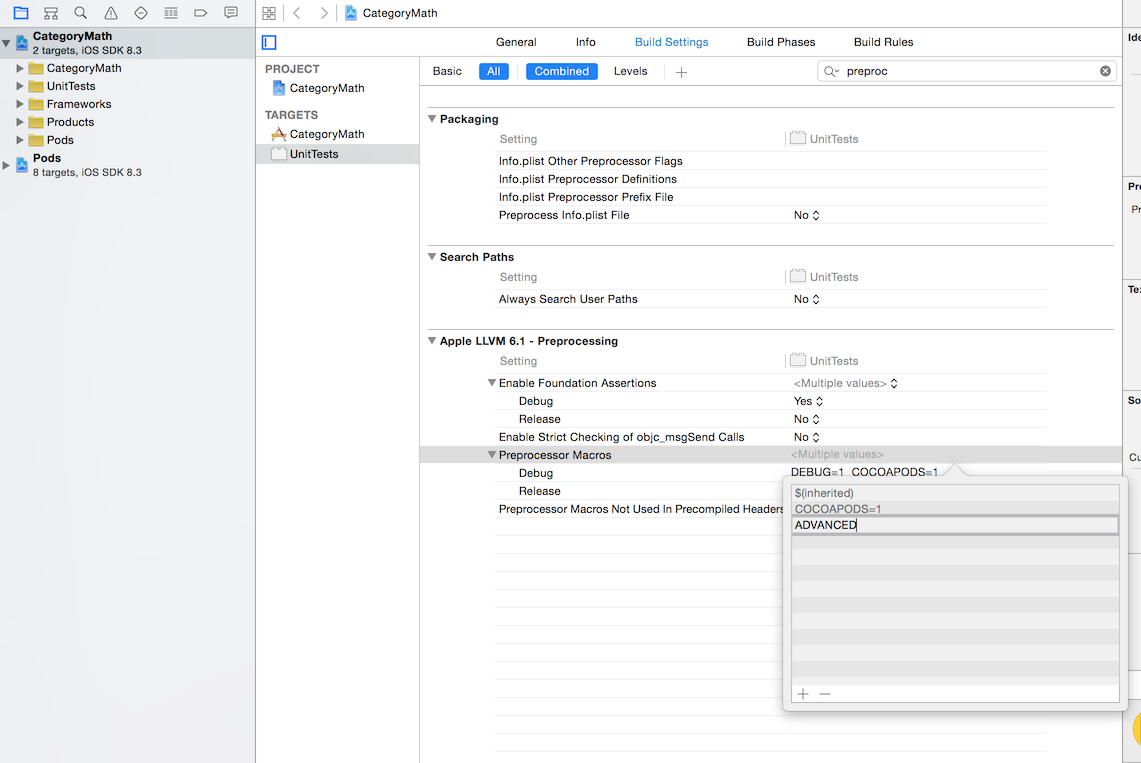 CategoryMath
CategoryMath
2 targets, iOS SDK 8.3
CategoryMath
UnitTests
Frameworks
Products
Pods
Pods
8 targets, iOS SDK 8.3
General Info Build Settings Build Phases Build Rules
PROJECT
CategoryMath
TARGETS
CategoryMath
UnitTests
Basic All Combined Levels preproc
Packaging
Setting UnitTests
Info.plist Other Preprocessor Flags
Info.plist Preprocessor Definitions
Info.plist Preprocessor Prefix File
Preprocess Info.plist File No
Search Paths
Setting UnitTests
Always Search User Paths No
Apple LLVM 6.1 - Preprocessing
Setting UnitTests
Enable Foundation Assertions <Multiple values>
Debug Yes
Release No
Enable Strict Checking of objc_msgSend Calls No
Preprocessor Macros <Multiple values>
Debug DEBUG=1 COCOAPODS=1
Release
Preprocessor Macros Not Used In Precompiled Headers
$(inherited)
COCOAPODS=1
ADVANCED
Ide
Pre
Pr
Te
So
Cu